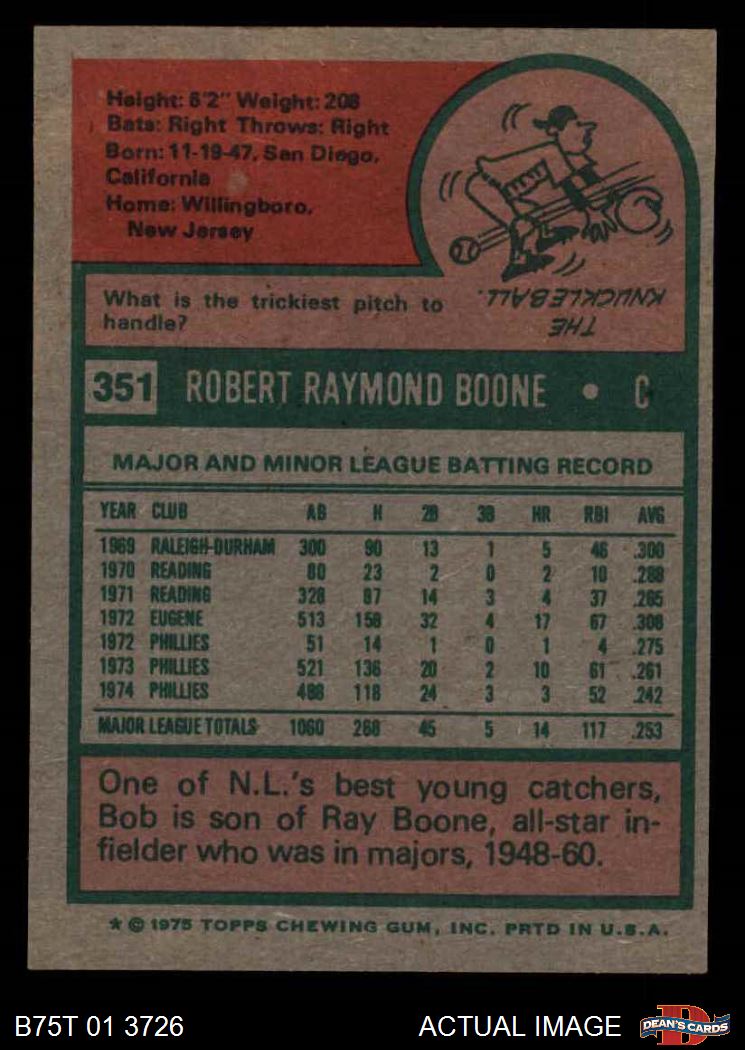 Height: 6'2" Weight: 208
Bats: Right Throws: Right
Born: 11-19-47, San Diego,
California
Home: Willingboro,
New Jersey
What is the trickiest pitch to
handle?
THE
KNUCKLEBALL.
351 ROBERT RAYMOND BOONE • C
MAJOR AND MINOR LEAGUE BATTING RECORD
YEAR CLUB AB H 2B 3B HR RBI AVG
1969 RALEIGH-DURHAM 300 90 13 1 5 46 .300
1970 READING 80 23 2 0 2 10 .288
1971 READING 328 87 14 3 4 37 .265
1972 EUGENE 513 158 32 4 17 67 .308
1972 PHILLIES 51 14 1 0 1 4 .275
1973 PHILLIES 521 136 20 2 10 61 .261
1974 PHILLIES 488 118 24 3 3 52 .242
MAJOR LEAGUE TOTALS 1060 268 45 5 14 117 .253
One of N.L.'s best young catchers,
Bob is son of Ray Boone, all-star in-
fielder who was in majors, 1948-60.
* © 1975 TOPPS CHEWING GUM, INC. PRTD IN U.S.A.
B75T 01 3726 ACTUAL IMAGE
DEAN'S CARDS